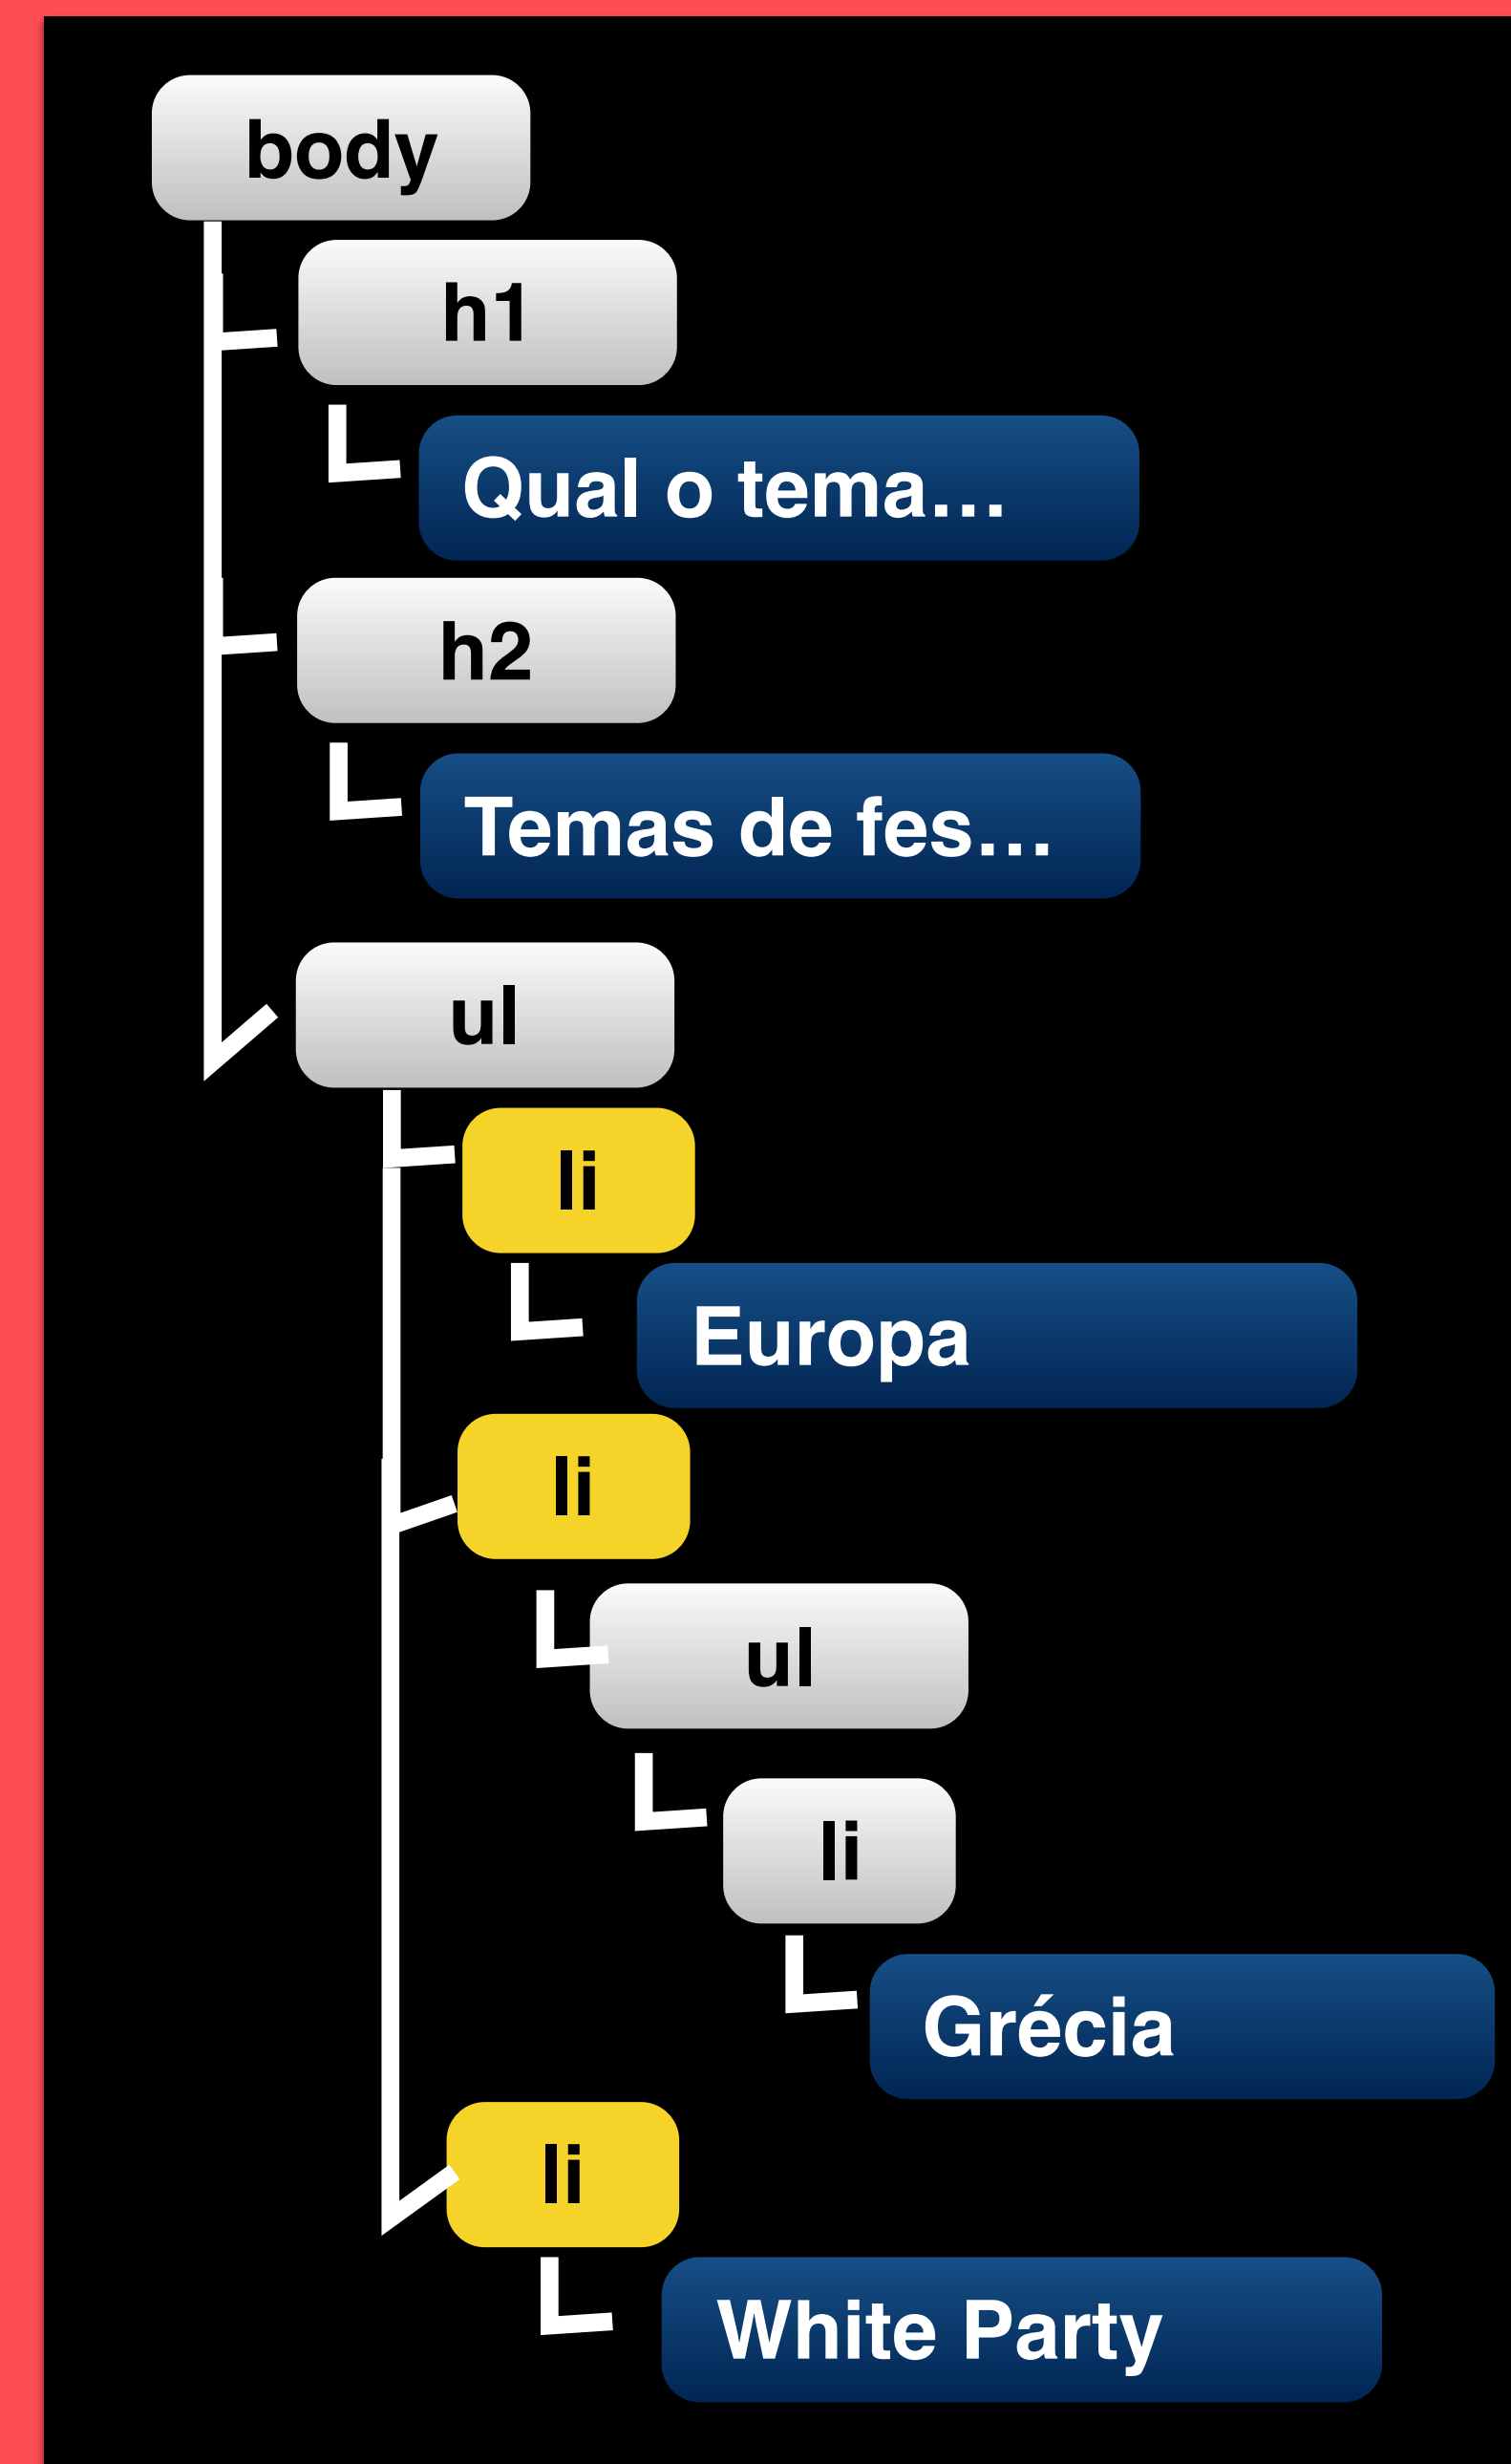 body
h1
Qual o tema...
h2
Temas de fes...
ul
li
Europa
li
ul
li
Grécia
li
White Party